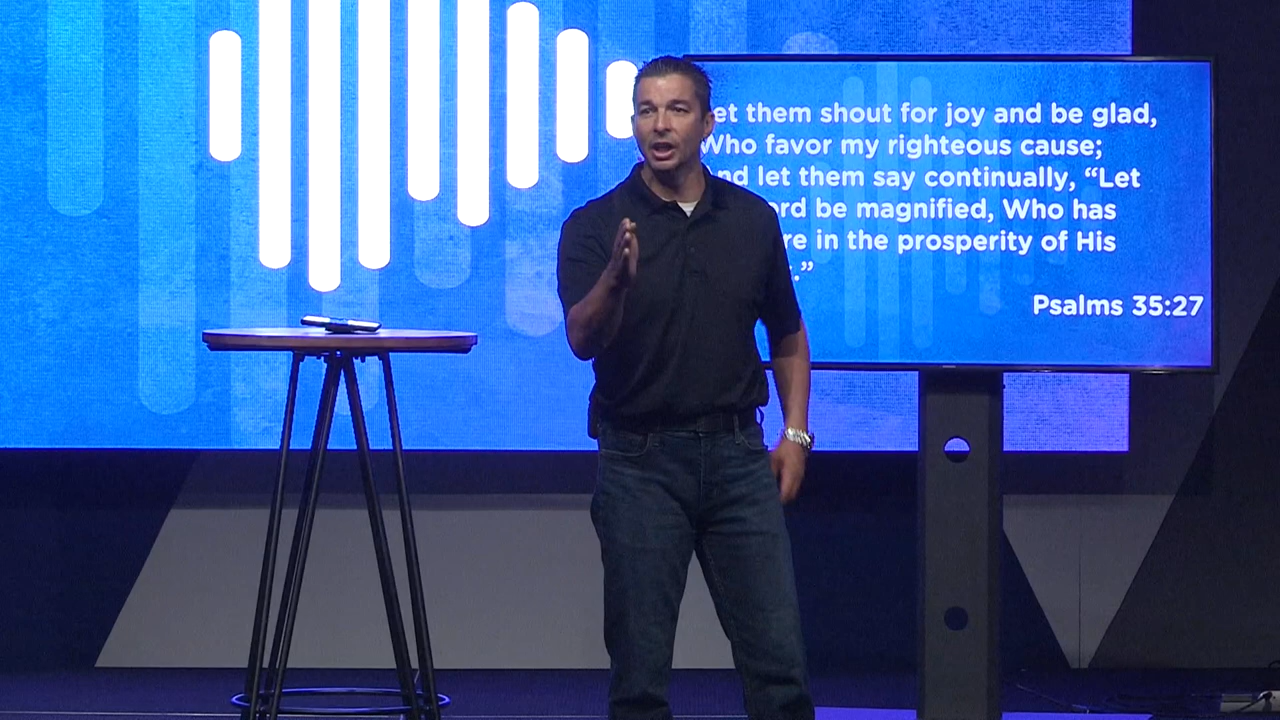 et them shout for joy and be glad,
Who favor my righteous cause;
nd let them say continually, “Let
ord be magnified, Who has
re in the prosperity of His
.”
Psalms 35:27